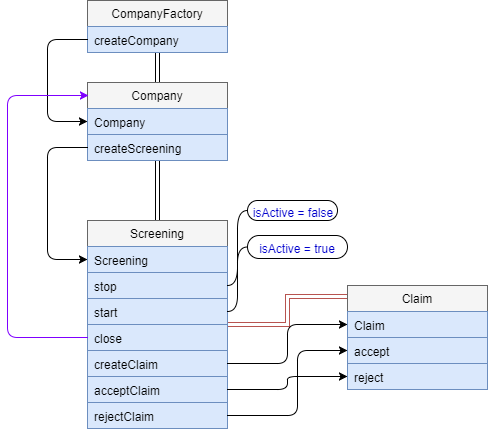 CompanyFactory
createCompany
Company
Company
createScreening
Screening
Screening
stop
start
close
createClaim
acceptClaim
rejectClaim
isActive = false
isActive = true
Claim
Claim
accept
reject